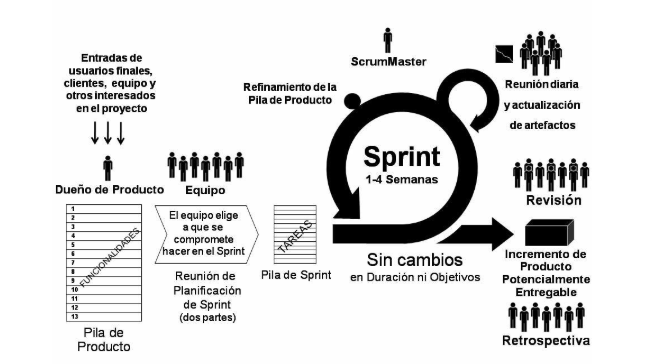 Entradas de
usuarios finales,
clientes, equipo y
otros interesados
en el proyecto
Dueño de Producto
1
2
3
4
5
6
7
8
9
10
11
12
13
FUNCIONALIDADES
Pila de
Producto
Equipo
El equipo elige
a que se
compromete
hacer en el Sprint
Reunión de
Planificación
de Sprint
(dos partes)
TAREAS
Pila de Sprint
ScrumMaster
Refinamiento de la
Pila de Producto
Sprint
1-4 Semanas
Sin cambios
en Duración ni Objetivos
Reunión diaria
y actualización
de artefactos
Revisión
Incremento de
Producto
Potencialmente
Entregable
Retrospectiva